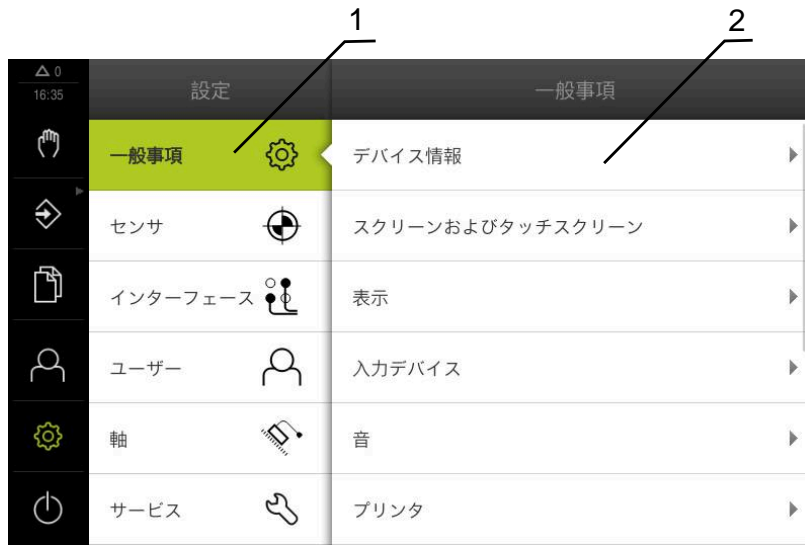 1
2
0
16:35
設定
一般事項
一般事項
センサ
インターフェース
ユーザー
軸
サービス
デバイス情報
スクリーンおよびタッチスクリーン
表示
入力デバイス
音
プリンタ